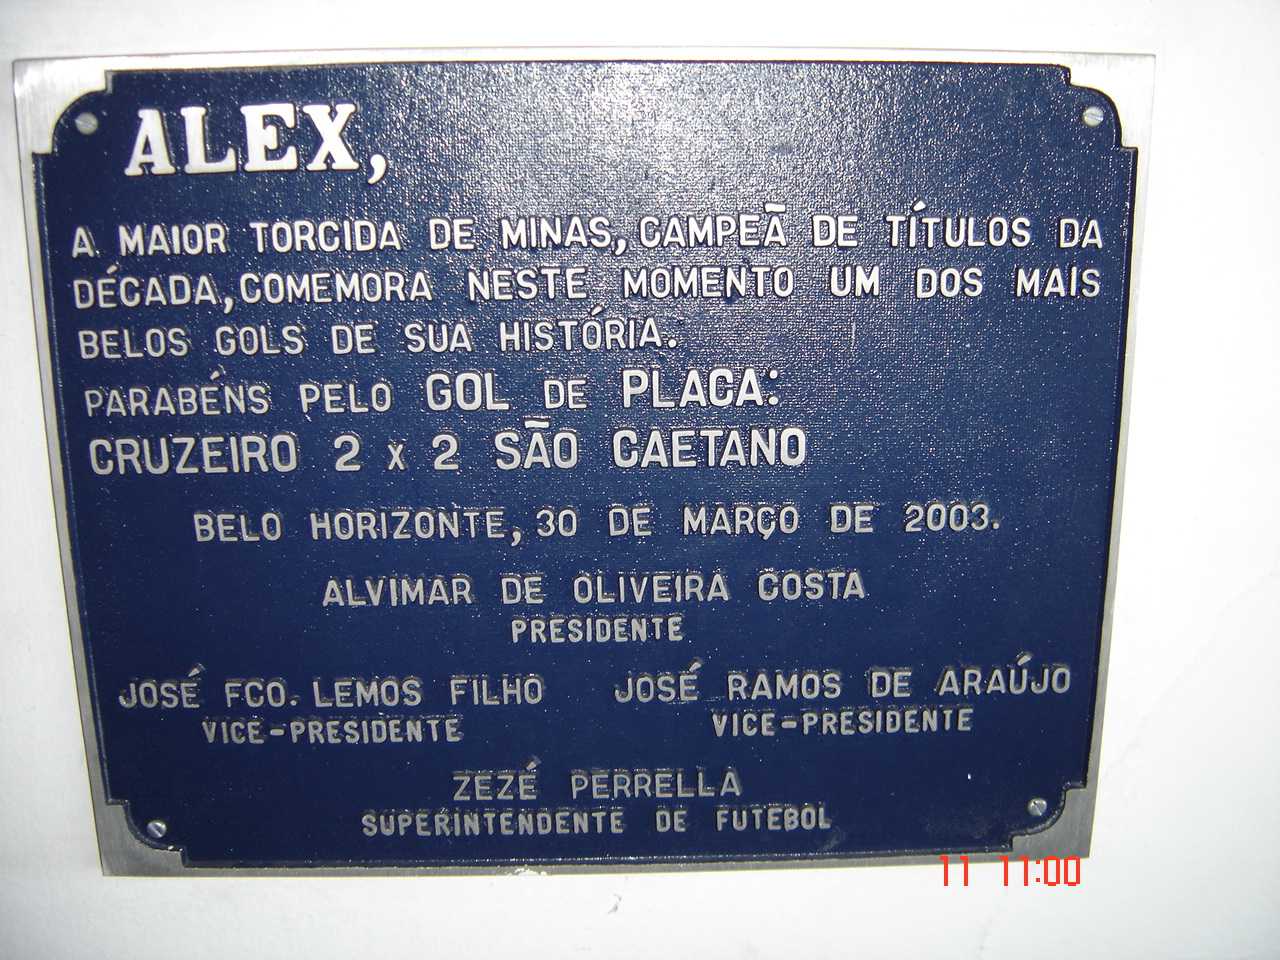 ALEX,
A MAIOR TORCIDA DE MINAS, CAMPEÃ DE TÍTULOS DA
DÉCADA, COMEMORA NESTE MOMENTO UM DOS MAIS
BELOS GOLS DE SUA HISTÓRIA.
PARABÉNS PELO GOL DE PLACA:
CRUZEIRO 2 X 2 SÃO CAETANO
BELO HORIZONTE, 30 DE MARÇO DE 2003.
ALVIMAR DE OLIVEIRA COSTA
PRESIDENTE
JOSÉ FCO. LEMOS FILHO JOSÉ RAMOS DE ARAÚJO
VICE-PRESIDENTE VICE-PRESIDENTE
ZEZÉ PERRELLA
SUPERINTENDENTE DE FUTEBOL
11 11:00